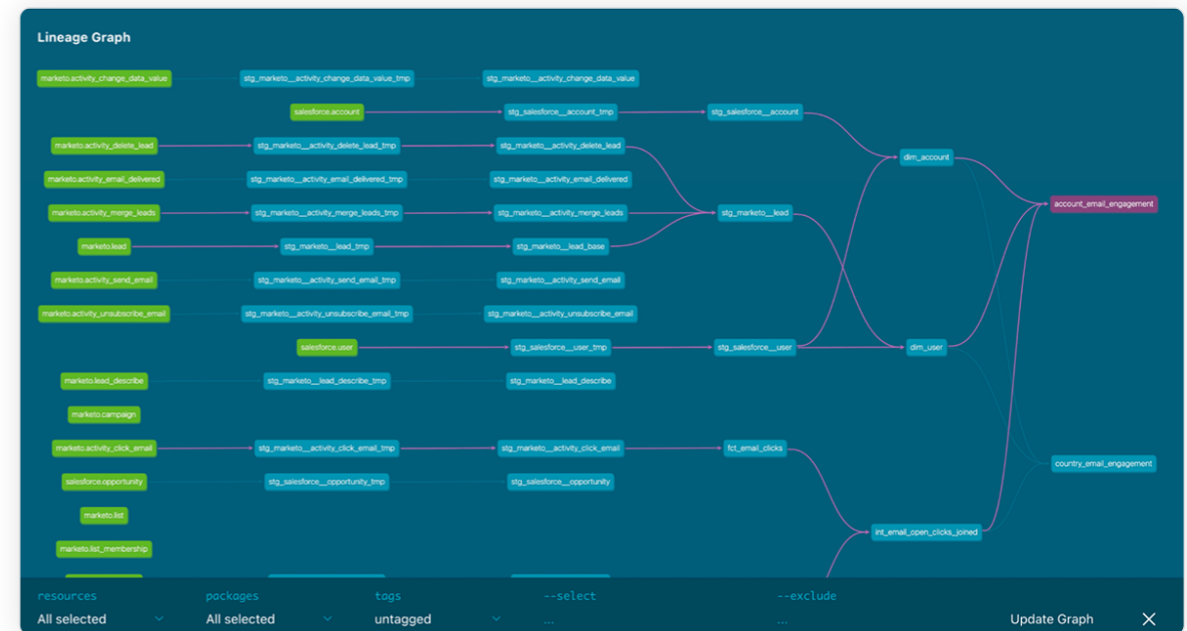 Lineage Graph
marketo.activity_change_data_value stg_marketo__activity_change_data_value_tmp stg_marketo__activity_change_data_value
salesforce.account stg_salesforce__account_tmp stg_salesforce__account
marketo.activity_delete_lead stg_marketo__activity_delete_lead_tmp stg_marketo__activity_delete_lead
dim_account
marketo.activity_email_delivered stg_marketo__activity_email_delivered_tmp stg_marketo__activity_email_delivered
account_email_engagement
marketo.activity_merge_leads stg_marketo__activity_merge_leads_tmp stg_marketo__activity_merge_leads stg_marketo__lead
marketo.lead stg_marketo__lead_tmp stg_marketo__lead_base
marketo.activity_send_email stg_marketo__activity_send_email_tmp stg_marketo__activity_send_email
marketo.activity_unsubscribe_email stg_marketo__activity_unsubscribe_email_tmp stg_marketo__activity_unsubscribe_email
salesforce.user stg_salesforce__user_tmp stg_salesforce__user dim_user
marketo.lead_describe stg_marketo__lead_describe_tmp stg_marketo__lead_describe
marketo.campaign
marketo.activity_click_email stg_marketo__activity_click_email_tmp stg_marketo__activity_click_email fct_email_clicks
country_email_engagement
salesforce.opportunity stg_salesforce__opportunity_tmp stg_salesforce__opportunity
marketo.list
int_email_open_clicks_joined
marketo.list_membership
resources packages tags --select --exclude
All selected All selected untagged ... ... Update Graph